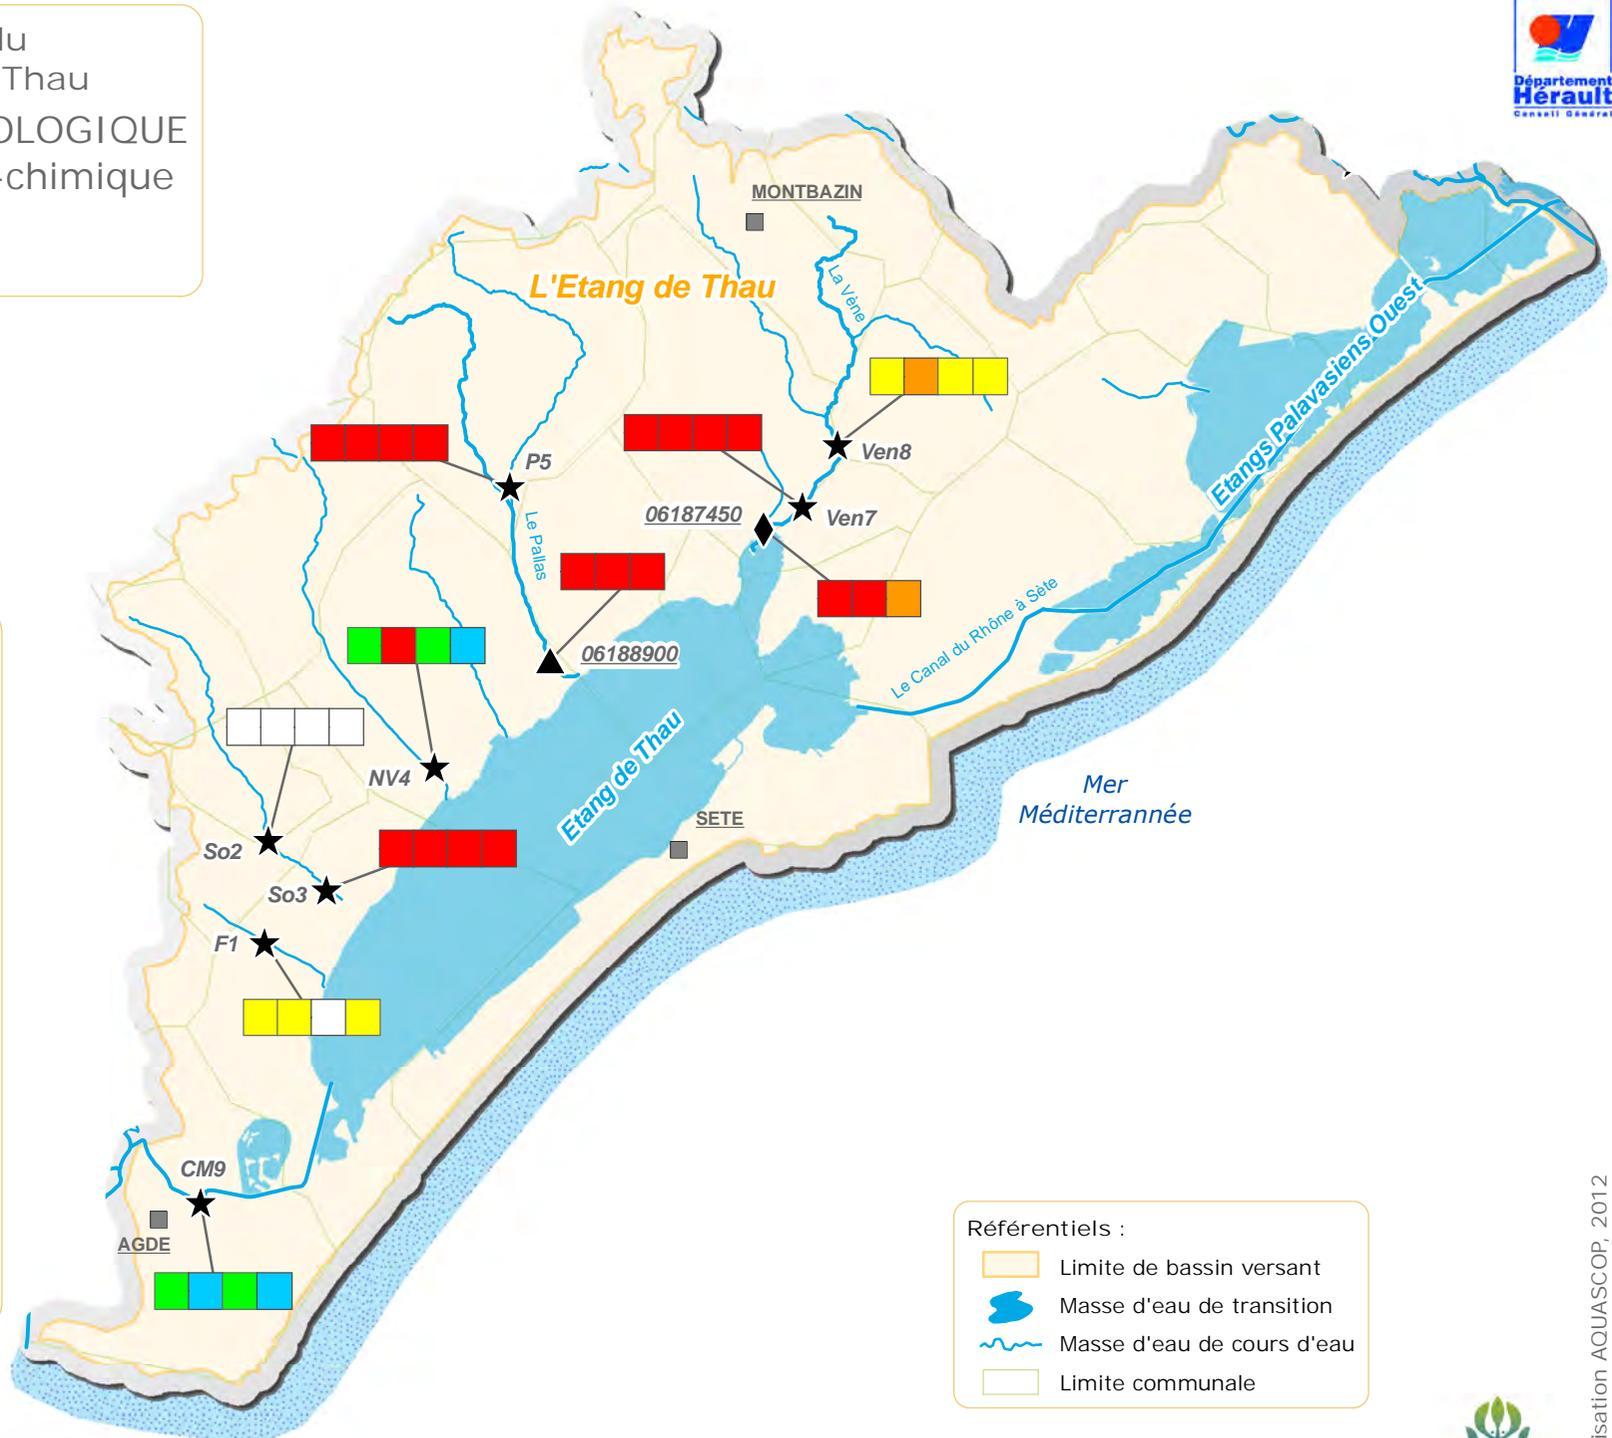 du
Thau
OLOGIQUE
-chimique
Département
Hérault
Conseil Général
MONTBAZIN
L'Etang de Thau
La Vène
Etangs Palavasiens Ouest
P5
Ven8
06187450
Ven7
Le Pallas
Le Canal du Rhône à Sète
06188900
Etang de Thau
NV4
Mer
Méditerrannée
SETE
So2
So3
F1
CM9
AGDE
Référentiels :
Limite de bassin versant
Masse d'eau de transition
Masse d'eau de cours d'eau
Limite communale
isation AQUASCOP, 2012